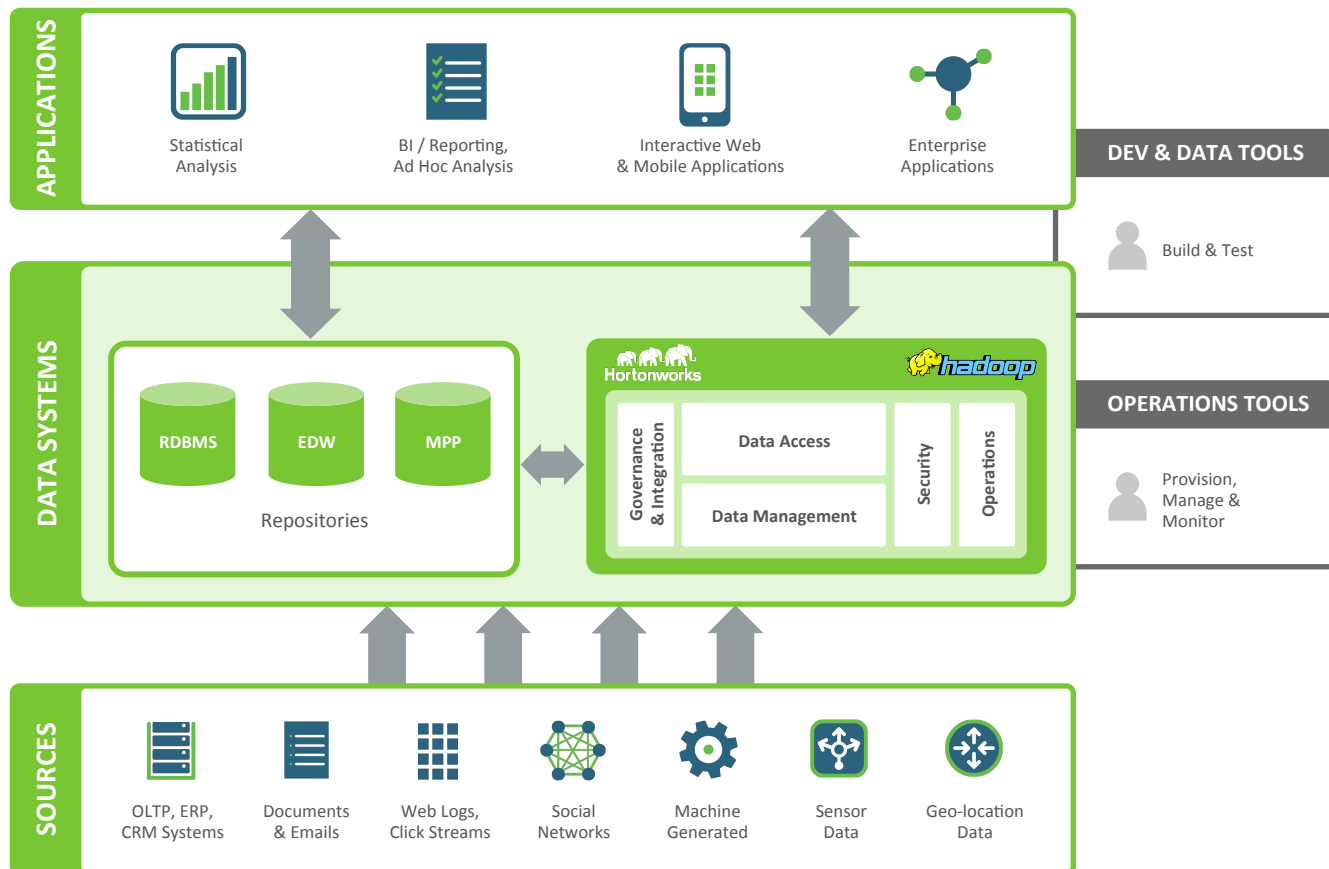 APPLICATIONS
Statistical
Analysis
BI / Reporting,
Ad Hoc Analysis
Interactive Web
& Mobile Applications
Enterprise
Applications
DEV & DATA TOOLS
Build & Test
DATA SYSTEMS
RDBMS
EDW
MPP
Repositories
Hortonworks
hadoop
Governance
& Integration
Data Access
Data Management
Security
Operations
OPERATIONS TOOLS
Provision,
Manage &
Monitor
SOURCES
OLTP, ERP,
CRM Systems
Documents
& Emails
Web Logs,
Click Streams
Social
Networks
Machine
Generated
Sensor
Data
Geo-location
Data